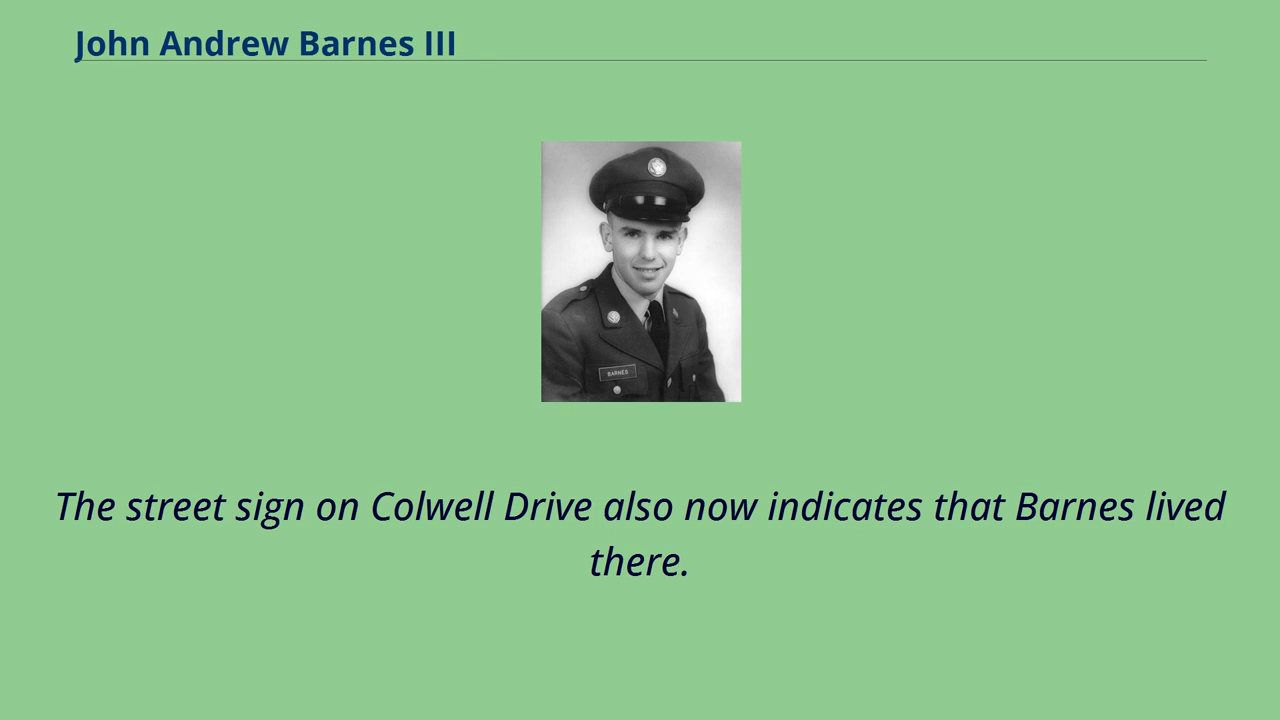 John Andrew Barnes III
BARNES
The street sign on Colwell Drive also now indicates that Barnes lived
there.